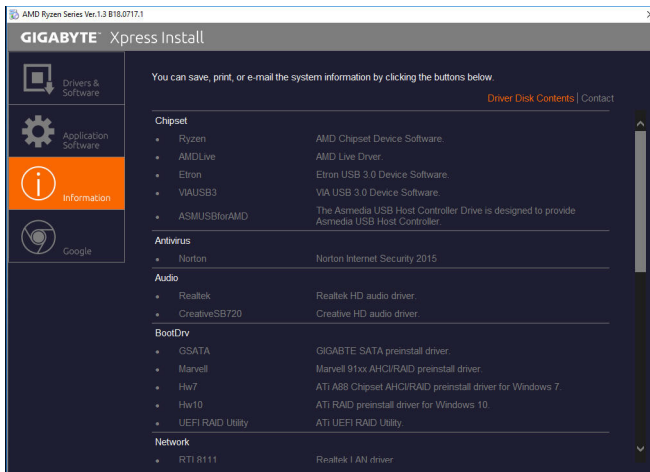 AMD Ryzen Series Ver.1.3 B18.0717.1
GIGABYTE™ Xpress Install
Drivers &
Software
Application
Software
Information
Google
You can save, print, or e-mail the system information by clicking the buttons below.
Driver Disk Contents | Contact
Chipset
• Ryzen AMD Chipset Device Software.
• AMDLive AMD Live Drver.
• Etron Etron USB 3.0 Device Software.
• VIAUSB3 VIA USB 3.0 Device Software.
• ASMUSBforAMD The Asmedia USB Host Controller Drive is designed to provide
Asmedia USB Host Controller.
Antivirus
• Norton Norton Internet Security 2015
Audio
• Realtek Realtek HD audio driver.
• CreativeSB720 Creative HD audio driver.
BootDrv
• GSATA GIGABTE SATA preinstall driver.
• Marvell Marvell 91xx AHCI/RAID preinstall driver.
• Hw7 ATi A88 Chipset AHCI/RAID preinstall driver for Windows 7.
• Hw10 ATi RAID preinstall driver for Windows 10.
• UEFI RAID Utility ATi UEFI RAID Utility.
Network
• RTL8111 Realtek LAN driver